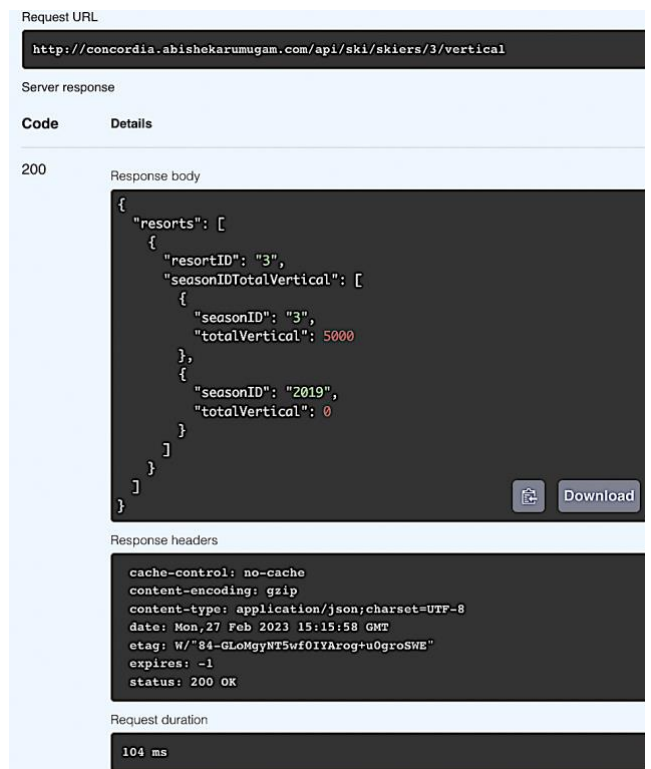 Request URL
http://concordia.abishekarumugam.com/api/ski/skiers/3/vertical
Server response
Code Details
200
Response body
{
"resorts": [
{
"resortID": "3",
"seasonIDTotalVertical": [
{
"seasonID": "3",
"totalVertical": 5000
},
{
"seasonID": "2019",
"totalVertical": 0
}
]
}
]
}
Download
Response headers
cache-control: no-cache
content-encoding: gzip
content-type: application/json;charset=UTF-8
date: Mon,27 Feb 2023 15:15:58 GMT
etag: W/"84-GLoMgyNT5wf0IYArog+u0groSWE"
expires: -1
status: 200 OK
Request duration
104 ms